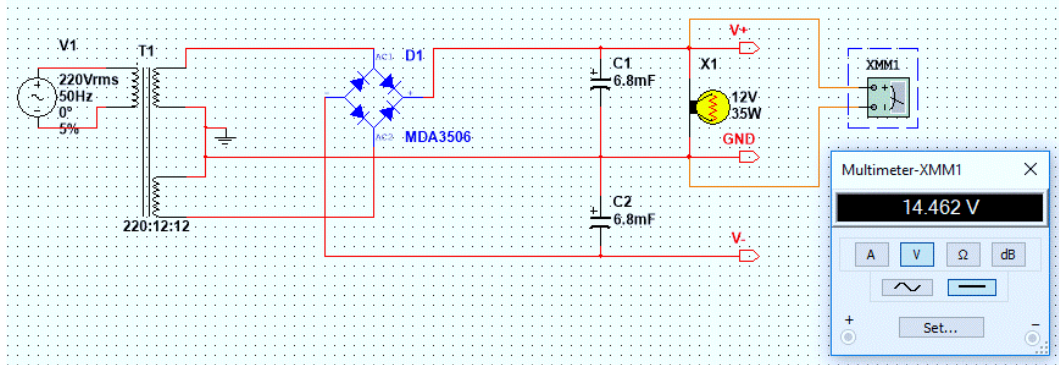 V1
220Vrms
50Hz
0°
5%
T1
220:12:12
AC1
D1
-
+
AC2
MDA3506
+
C1
6.8mF
+
C2
6.8mF
V+
X1
12V
35W
GND
V-
XMM1
Multimeter-XMM1
14.462 V
A V Ω dB
+ Set... -